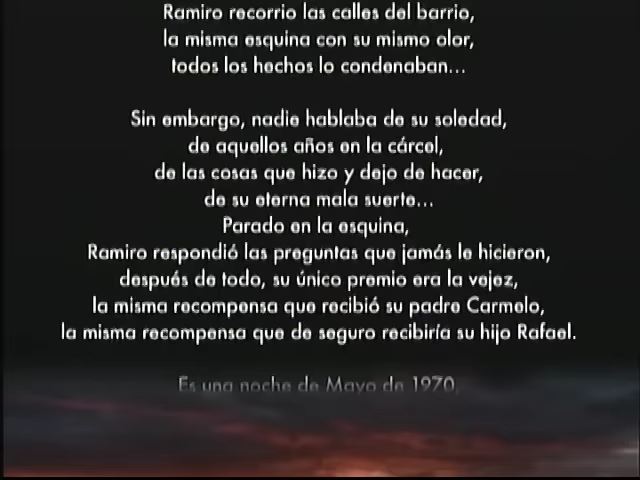 Ramiro recorrio las calles del barrio,
la misma esquina con su mismo olor,
todos los hechos lo condenaban...
Sin embargo, nadie hablaba de su soledad,
de aquellos años en la cárcel,
de las cosas que hizo y dejo de hacer,
de su eterna mala suerte...
Parado en la esquina,
Ramiro respondió las preguntas que jamás le hicieron,
después de todo, su único premio era la vejez,
la misma recompensa que recibió su padre Carmelo,
la misma recompensa que de seguro recibiría su hijo Rafael.
Es una noche de Mayo de 1970,